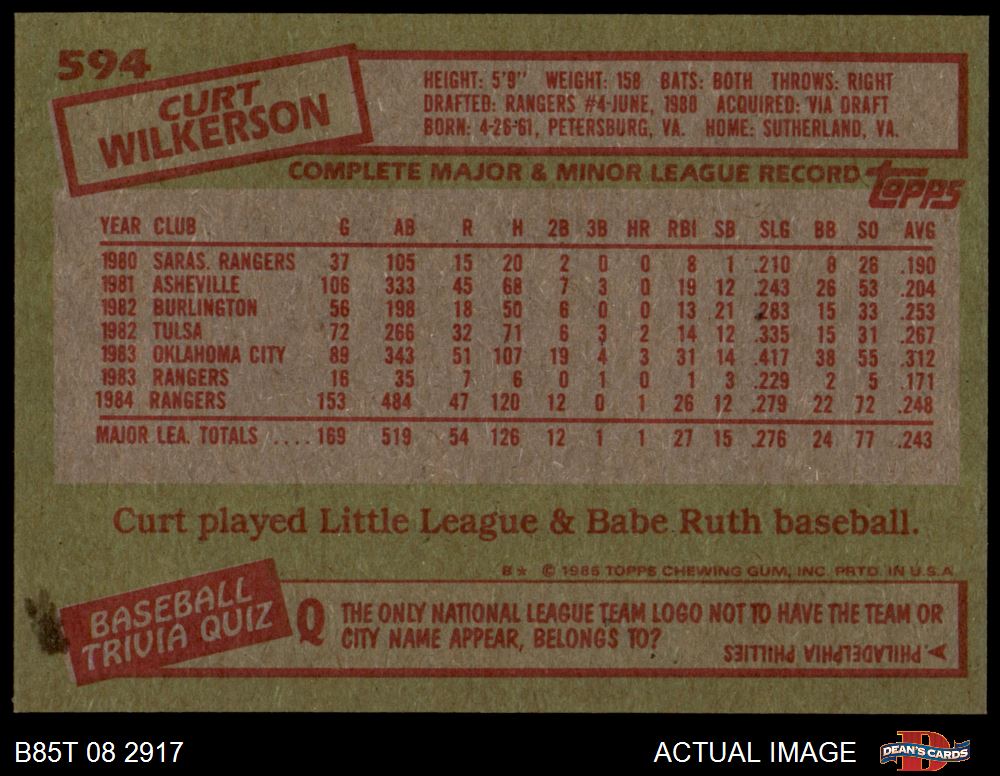 594
CURT
WILKERSON
HEIGHT: 5'9" WEIGHT: 158 BATS: BOTH THROWS: RIGHT
DRAFTED: RANGERS #4-JUNE, 1980 ACQUIRED: VIA DRAFT
BORN: 4-26-61, PETERSBURG, VA. HOME: SUTHERLAND, VA.
COMPLETE MAJOR & MINOR LEAGUE RECORD
topps
YEAR CLUB G AB R H 2B 3B HR RBI SB SLG BB SO AVG
1980 SARAS. RANGERS 37 105 15 20 2 0 0 8 1 .210 8 26 .190
1981 ASHEVILLE 106 333 45 68 7 3 0 19 12 .243 26 53 .204
1982 BURLINGTON 56 198 18 50 6 0 0 13 21 .283 15 33 .253
1982 TULSA 72 266 32 71 6 3 2 14 12 .335 15 31 .267
1983 OKLAHOMA CITY 89 343 51 107 19 4 3 31 14 .417 38 55 .312
1983 RANGERS 16 35 7 6 0 1 0 1 3 .229 2 5 .171
1984 RANGERS 153 484 47 120 12 0 1 26 12 .279 22 72 .248
MAJOR LEA. TOTALS .... 169 519 54 126 12 1 1 27 15 .276 24 77 .243
Curt played Little League & Babe Ruth baseball.
B* © 1985 TOPPS CHEWING GUM, INC. PRTD. IN U.S.A.
BASEBALL
TRIVIA QUIZ
Q THE ONLY NATIONAL LEAGUE TEAM LOGO NOT TO HAVE THE TEAM OR
CITY NAME APPEAR, BELONGS TO?
A. PHILADELPHIA PHILLIES
B85T 08 2917
ACTUAL IMAGE
D
DEAN'S CARDS